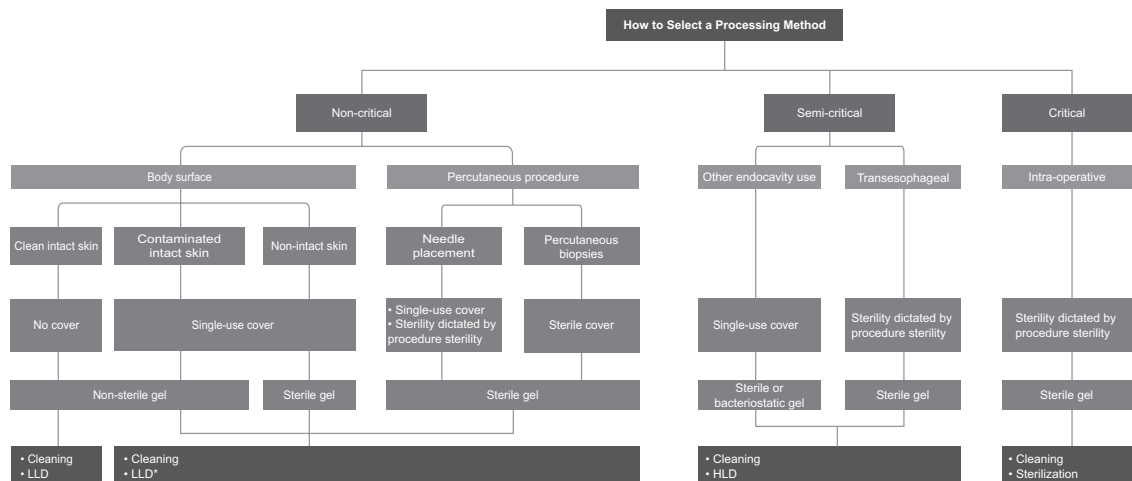 How to Select a Processing Method
Non-critical
Semi-critical
Critical
Body surface
Percutaneous procedure
Other endocavity use
Transesophageal
Intra-operative
Clean intact skin
Contaminated
intact skin
Non-intact skin
Needle
placement
Percutaneous
biopsies
No cover
Single-use cover
• Single-use cover
• Sterility dictated by
procedure sterility
Sterile cover
Single-use cover
Sterility dictated by
procedure sterility
Sterility dictated by
procedure sterility
Non-sterile gel
Sterile gel
Sterile gel
Sterile or
bacteriostatic gel
Sterile gel
Sterile gel
• Cleaning
• LLD
• Cleaning
• LLD*
• Cleaning
• HLD
• Cleaning
• Sterilization